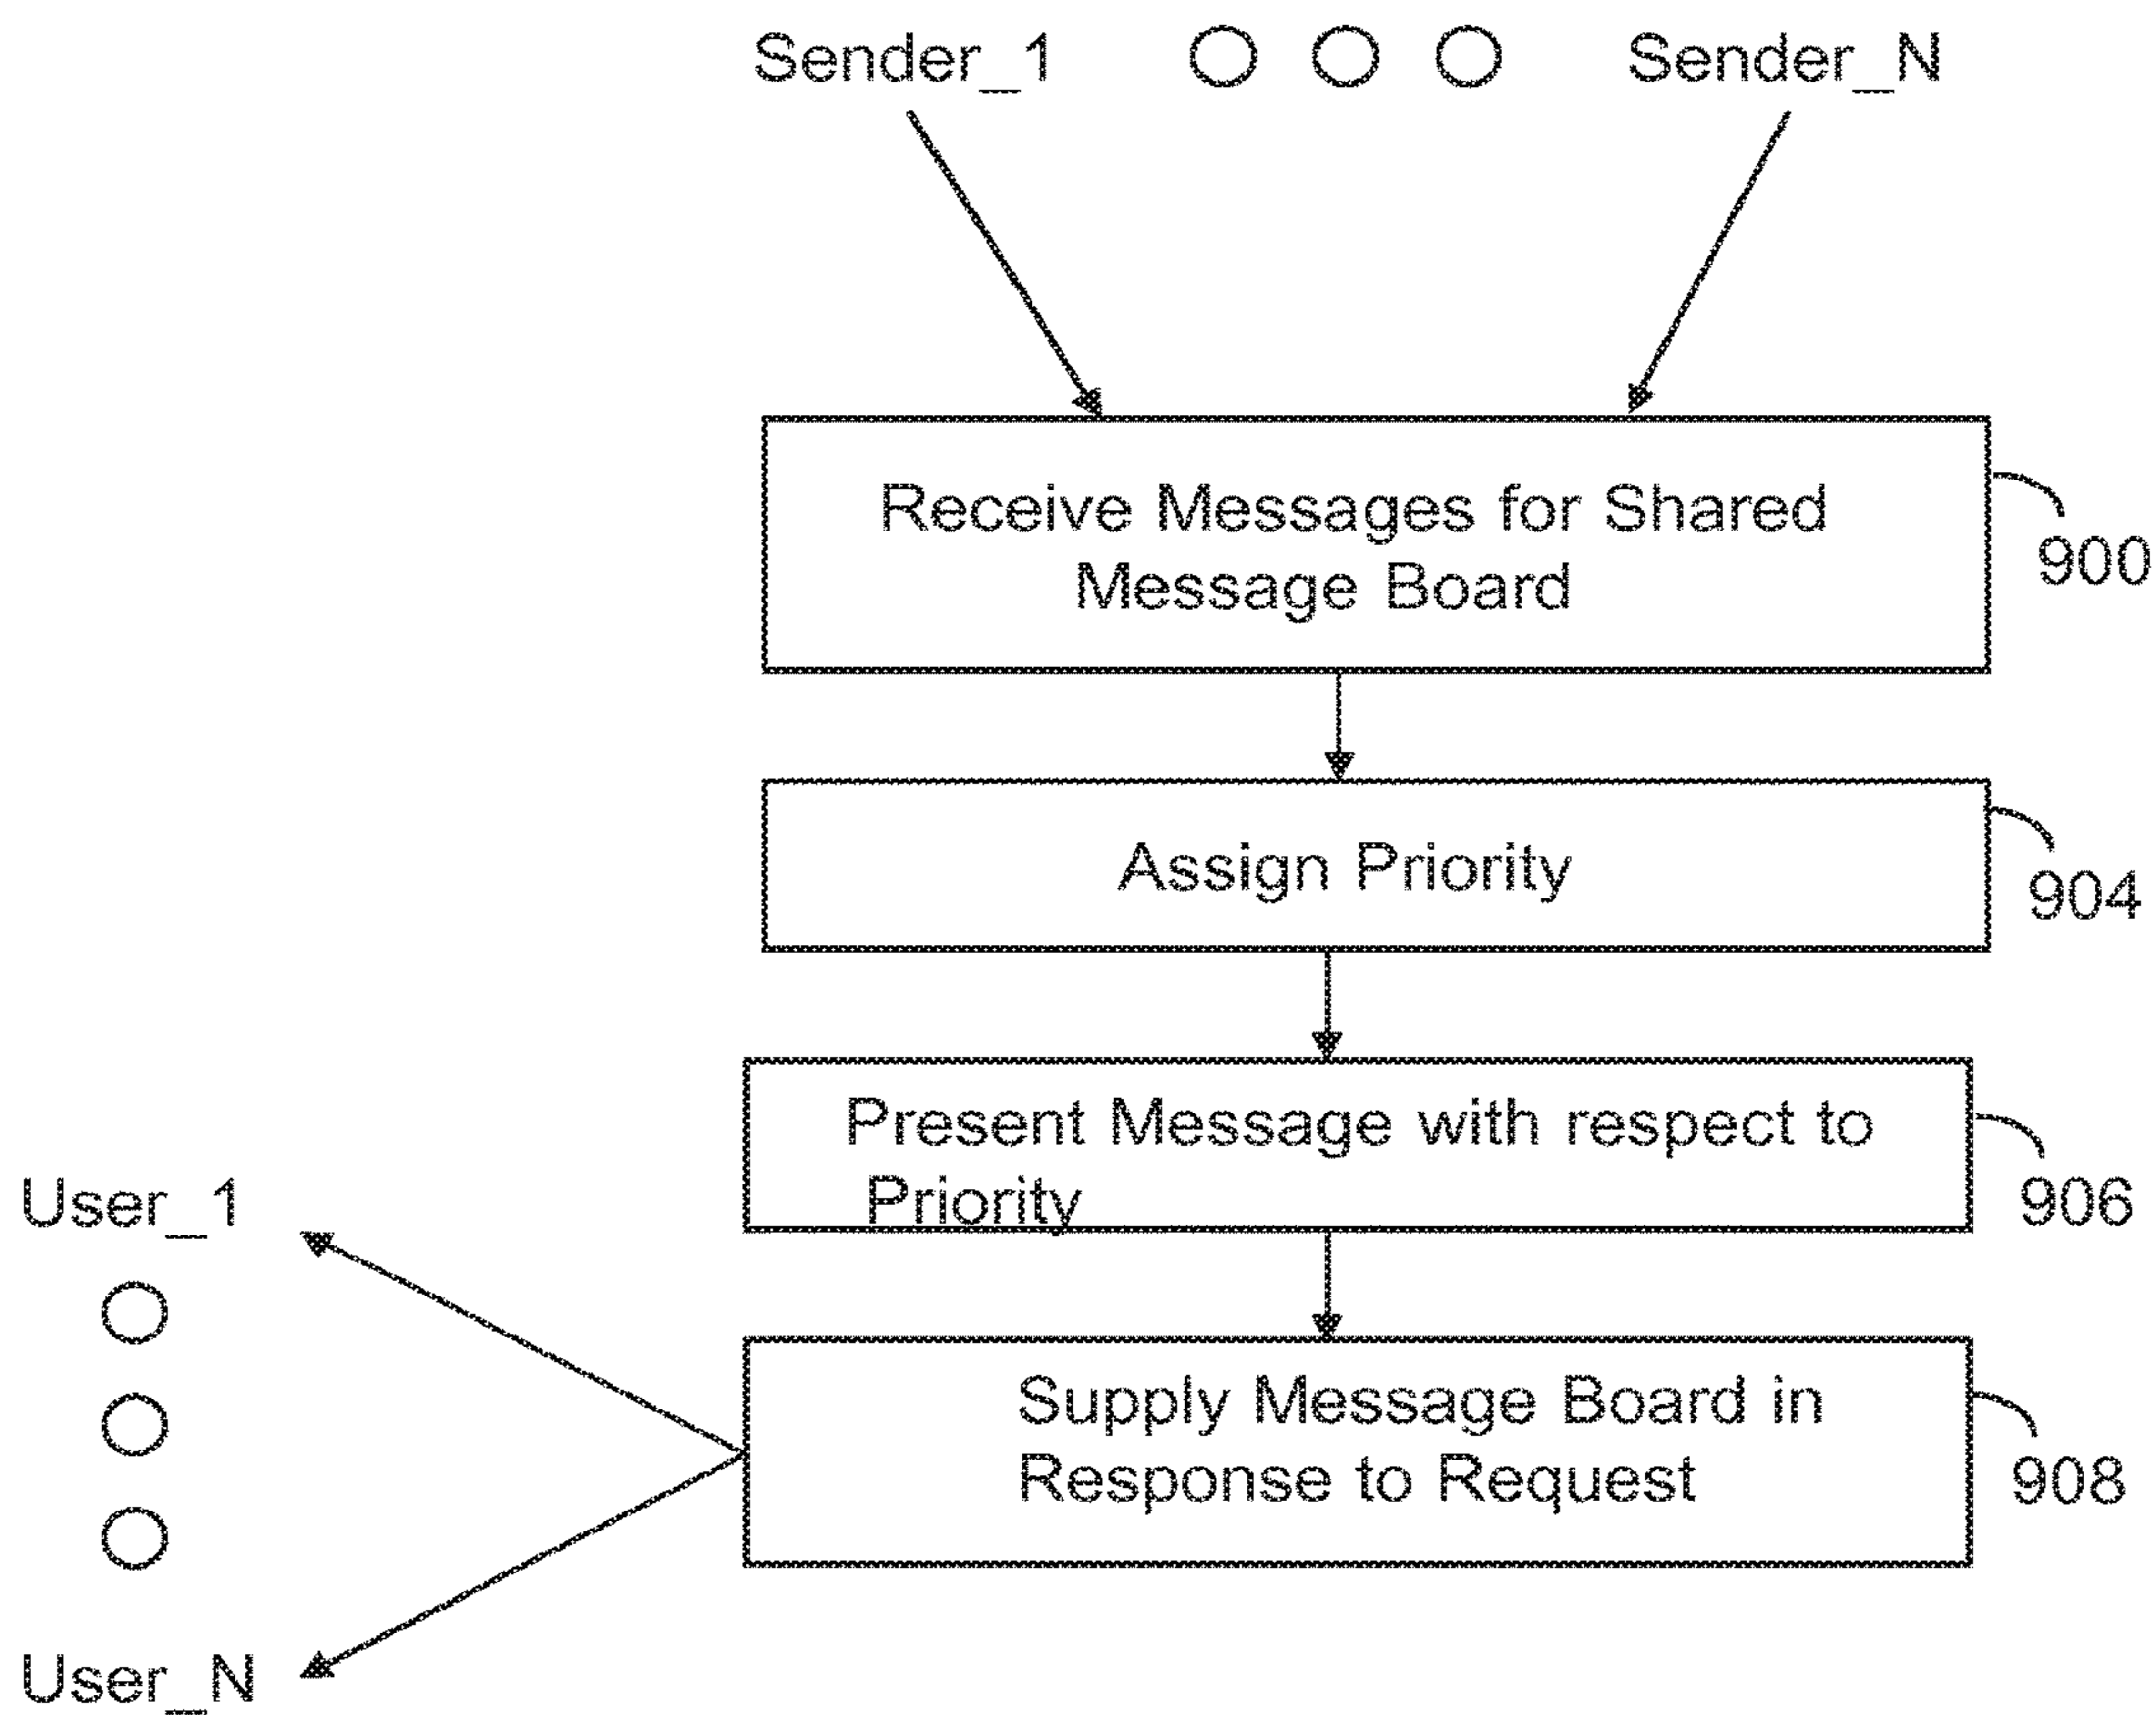 Sender_1 Sender_N
Receive Messages for Shared
Message Board
900
Assign Priority
904
Present Message with respect to
Priority
906
User_1
Supply Message Board in
Response to Request
908
User_N